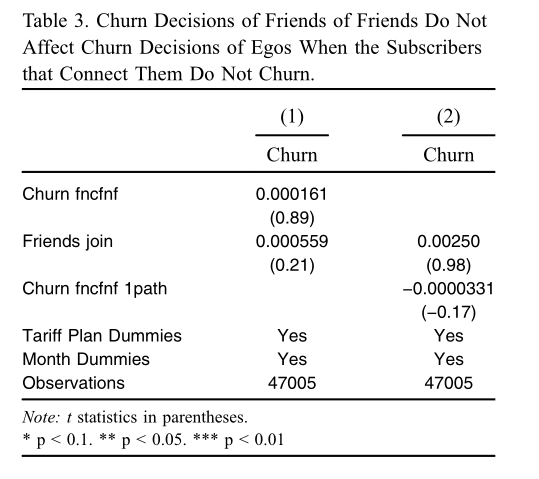 Table 3. Churn Decisions of Friends of Friends Do Not
Affect Churn Decisions of Egos When the Subscribers
that Connect Them Do Not Churn.
(1) (2)
Churn Churn
Churn fncfnf 0.000161
(0.89)
Friends join 0.000559 0.00250
(0.21) (0.98)
Churn fncfnf 1path −0.0000331
(−0.17)
Tariff Plan Dummies Yes Yes
Month Dummies Yes Yes
Observations 47005 47005
Note: t statistics in parentheses.
* p < 0.1. ** p < 0.05. *** p < 0.01